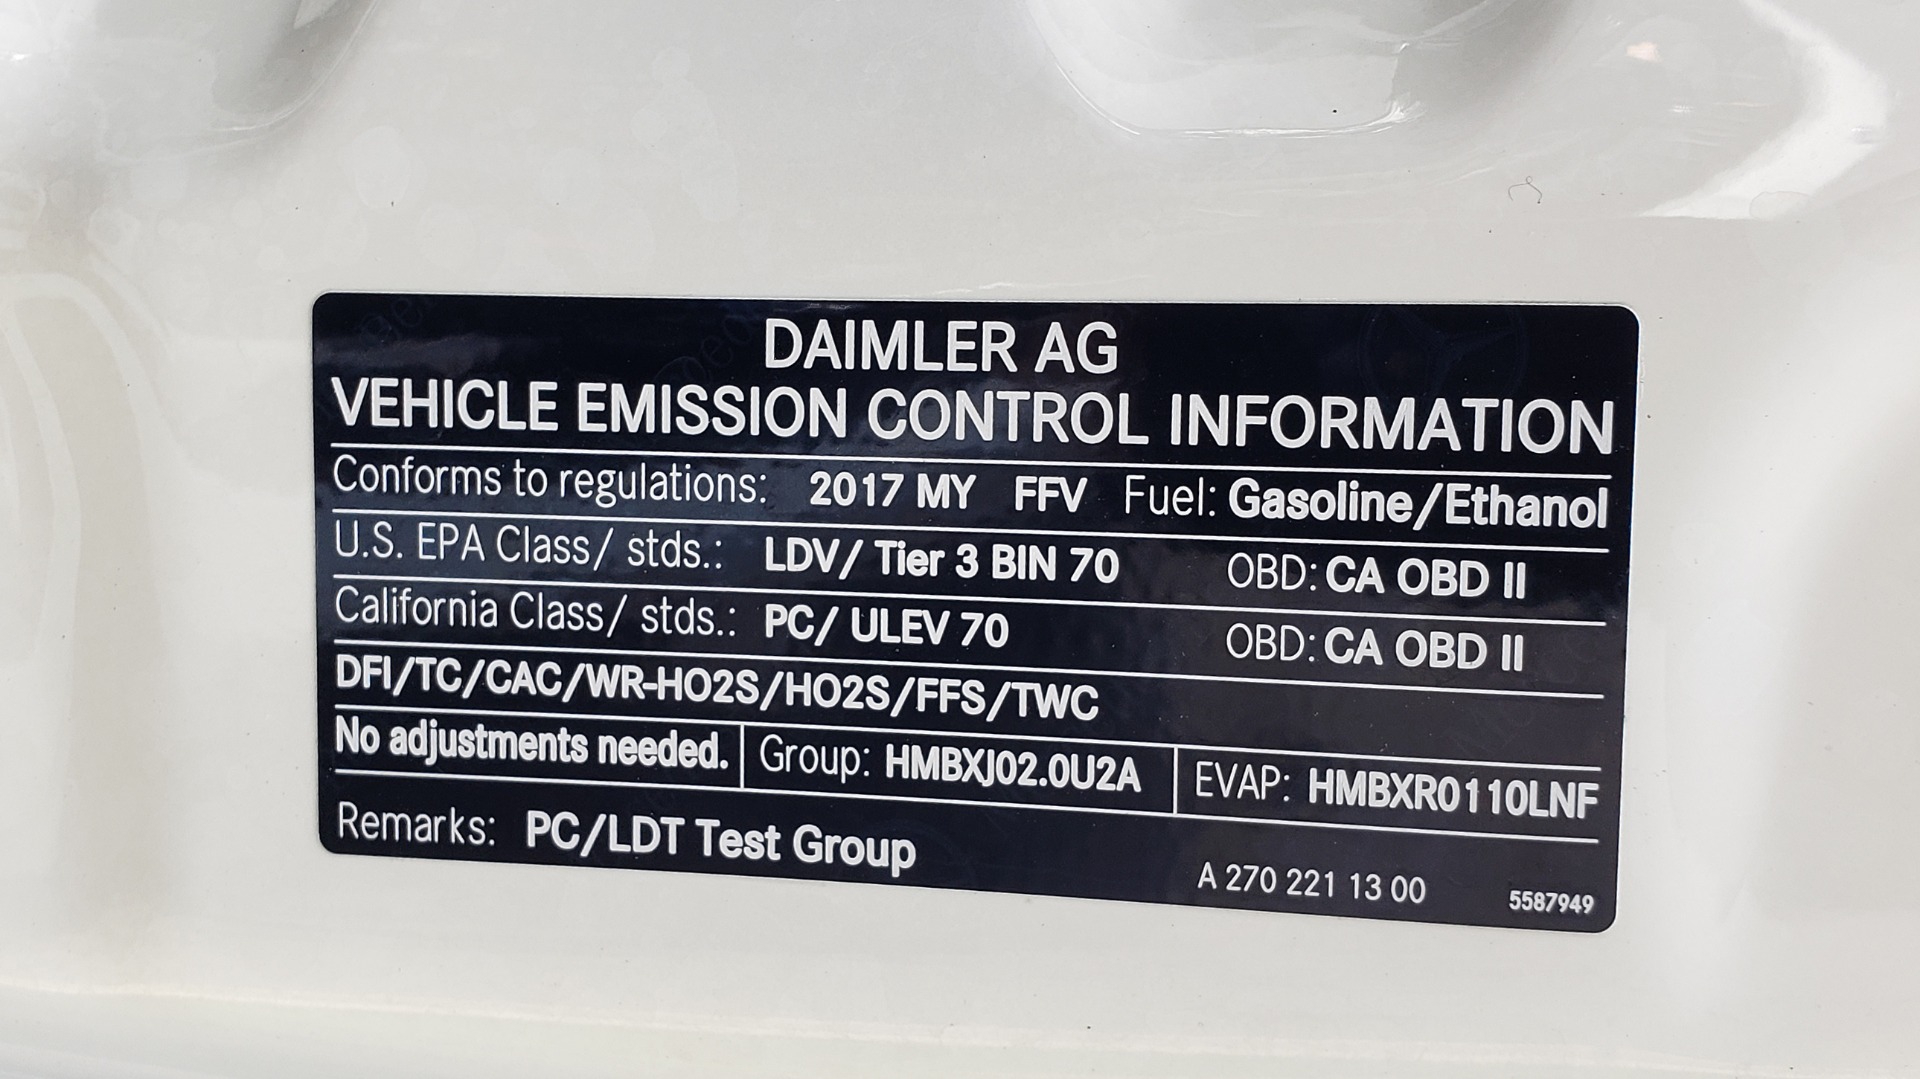 DAIMLER AG
VEHICLE EMISSION CONTROL INFORMATION
Conforms to regulations: 2017 MY FFV Fuel: Gasoline/Ethanol
U.S. EPA Class/ stds.: LDV/ Tier 3 BIN 70 OBD: CA OBD II
California Class/ stds.: PC/ ULEV 70 OBD: CA OBD II
DFI/TC/CAC/WR-HO2S/HO2S/FFS/TWC
No adjustments needed. Group: HMBXJ02.0U2A EVAP: HMBXR0110LNF
Remarks: PC/LDT Test Group
A 270 221 13 00 5587949